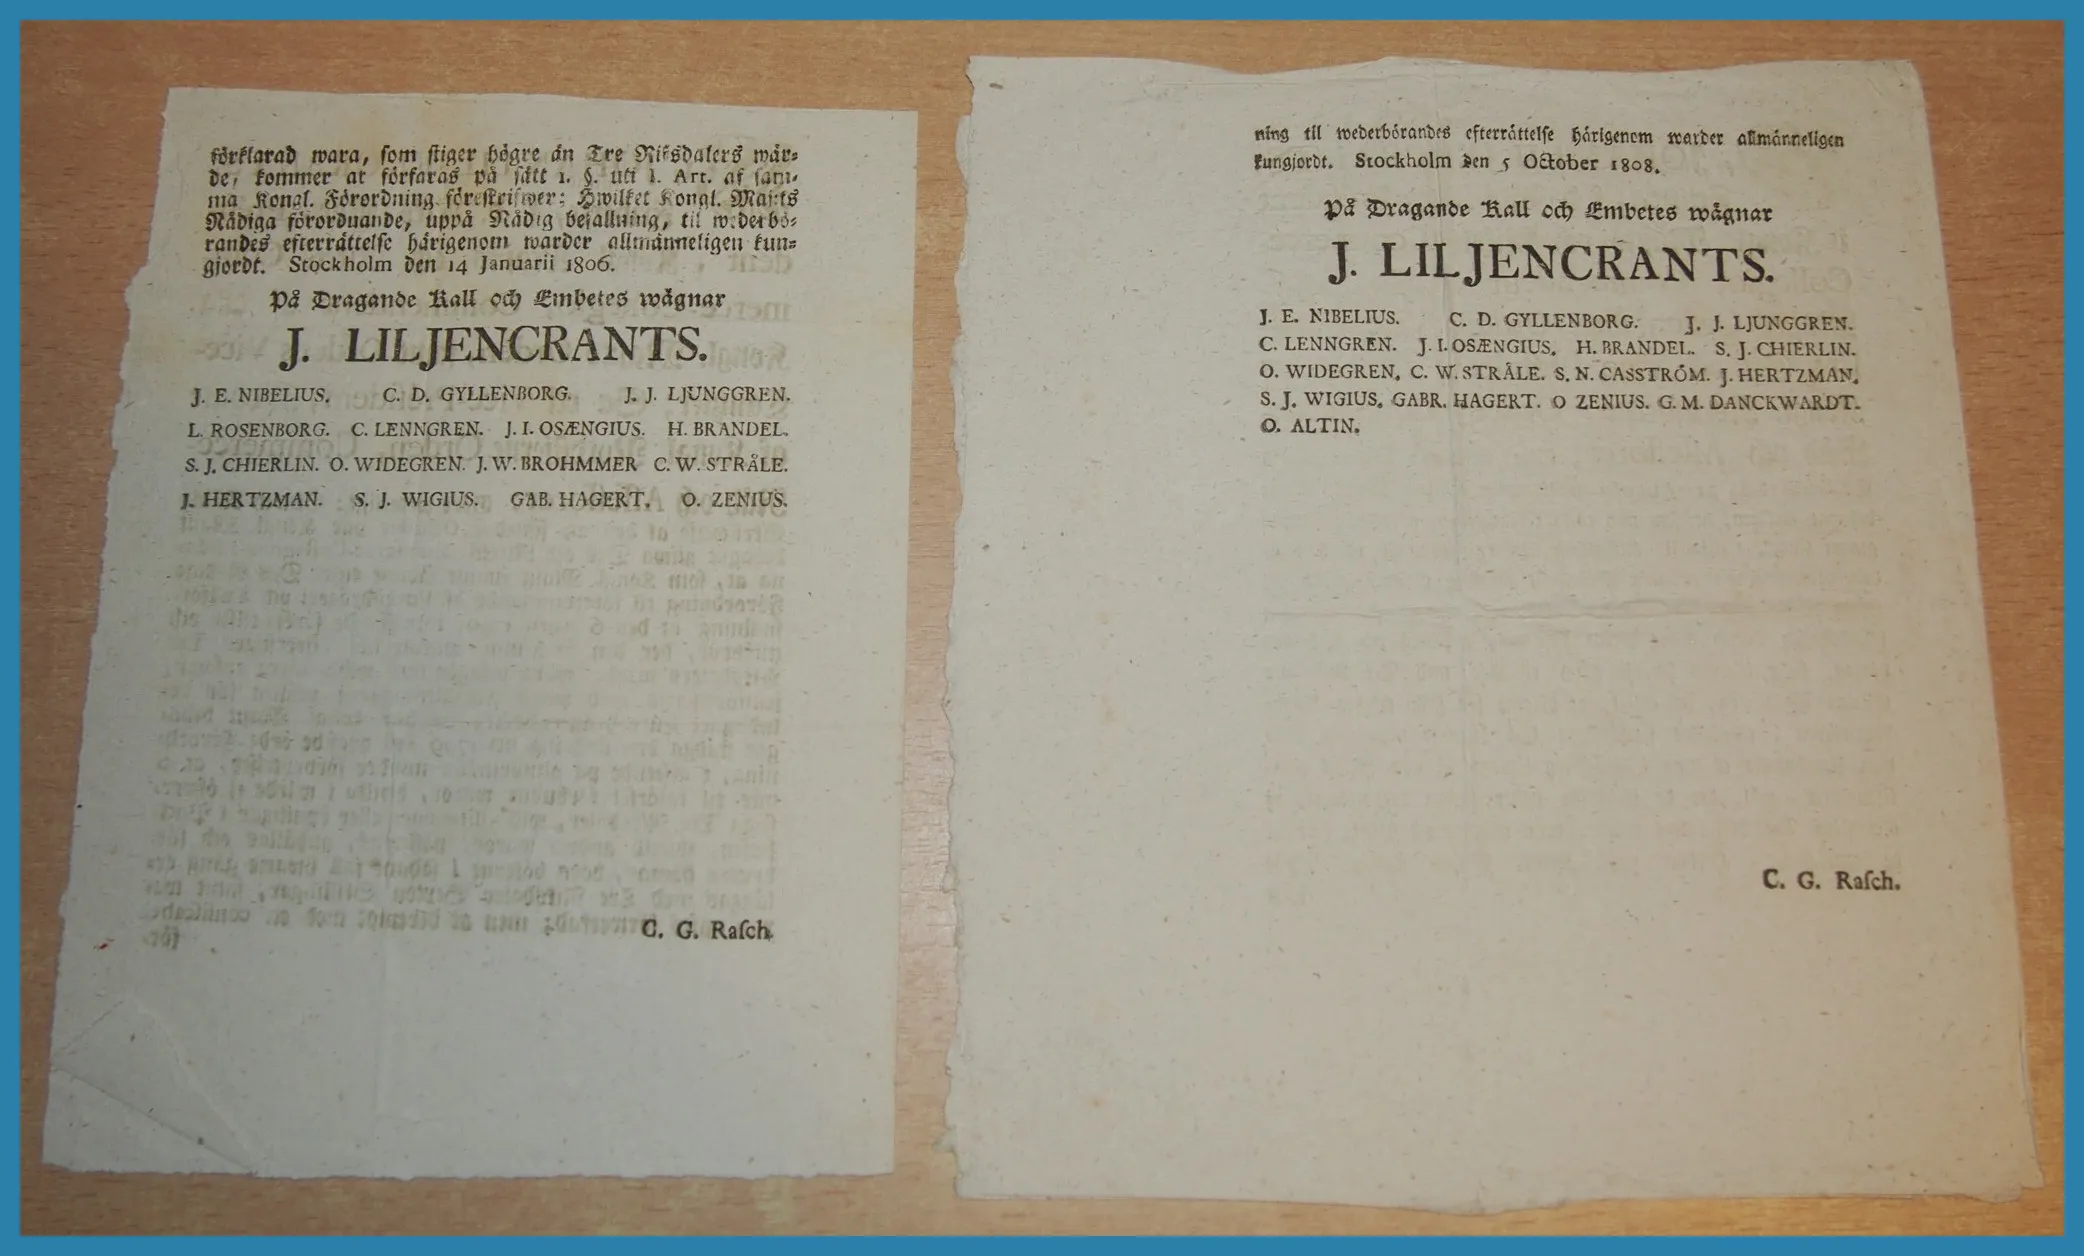 förklarad wara, som stiger högre än Tre Riksdalers wär=
de, kommer at förfaras på sätt 1. §. uti 1. Art. af sam-
ma Kongl. Förordning föreskrifwer; Hwilket Kongl. Maj:ts
Nådiga förordnande, uppå Nådig befallning, til wederbö=
randes efterrättelse härigenom warder allmänneligen kun=
gjordt. Stockholm den 14 Januarii 1806.
På Dragande Kall och Embetes wägnar
J. LILJENCRANTS.
J. E. NIBELIUS. C. D. GYLLENBORG. J. J. LJUNGGREN.
L. ROSENBORG. C. LENNGREN. J. I. OSÆNGIUS. H. BRANDEL.
S. J. CHIERLIN. O. WIDEGREN. J. W. BROHMMER C. W. STRÅLE.
J. HERTZMAN. S. J. WIGIUS. GAB. HAGERT. O. ZENIUS.
C. G. Raſch.
ning til wederbörandes efterrättelse härigenom warder allmänneligen
kungjordt. Stockholm den 5 October 1808.
På Dragande Kall och Embetes wägnar
J. LILJENCRANTS.
J. E. NIBELIUS. C. D. GYLLENBORG. J. J. LJUNGGREN.
C. LENNGREN. J. I. OSÆNGIUS. H. BRANDEL. S. J. CHIERLIN.
O. WIDEGREN. C. W. STRÅLE. S. N. CASSTRÖM. J. HERTZMAN.
S. J. WIGIUS. GABR. HAGERT. O ZENIUS. G. M. DANCKWARDT.
O. ALTIN.
C. G. Raſch.